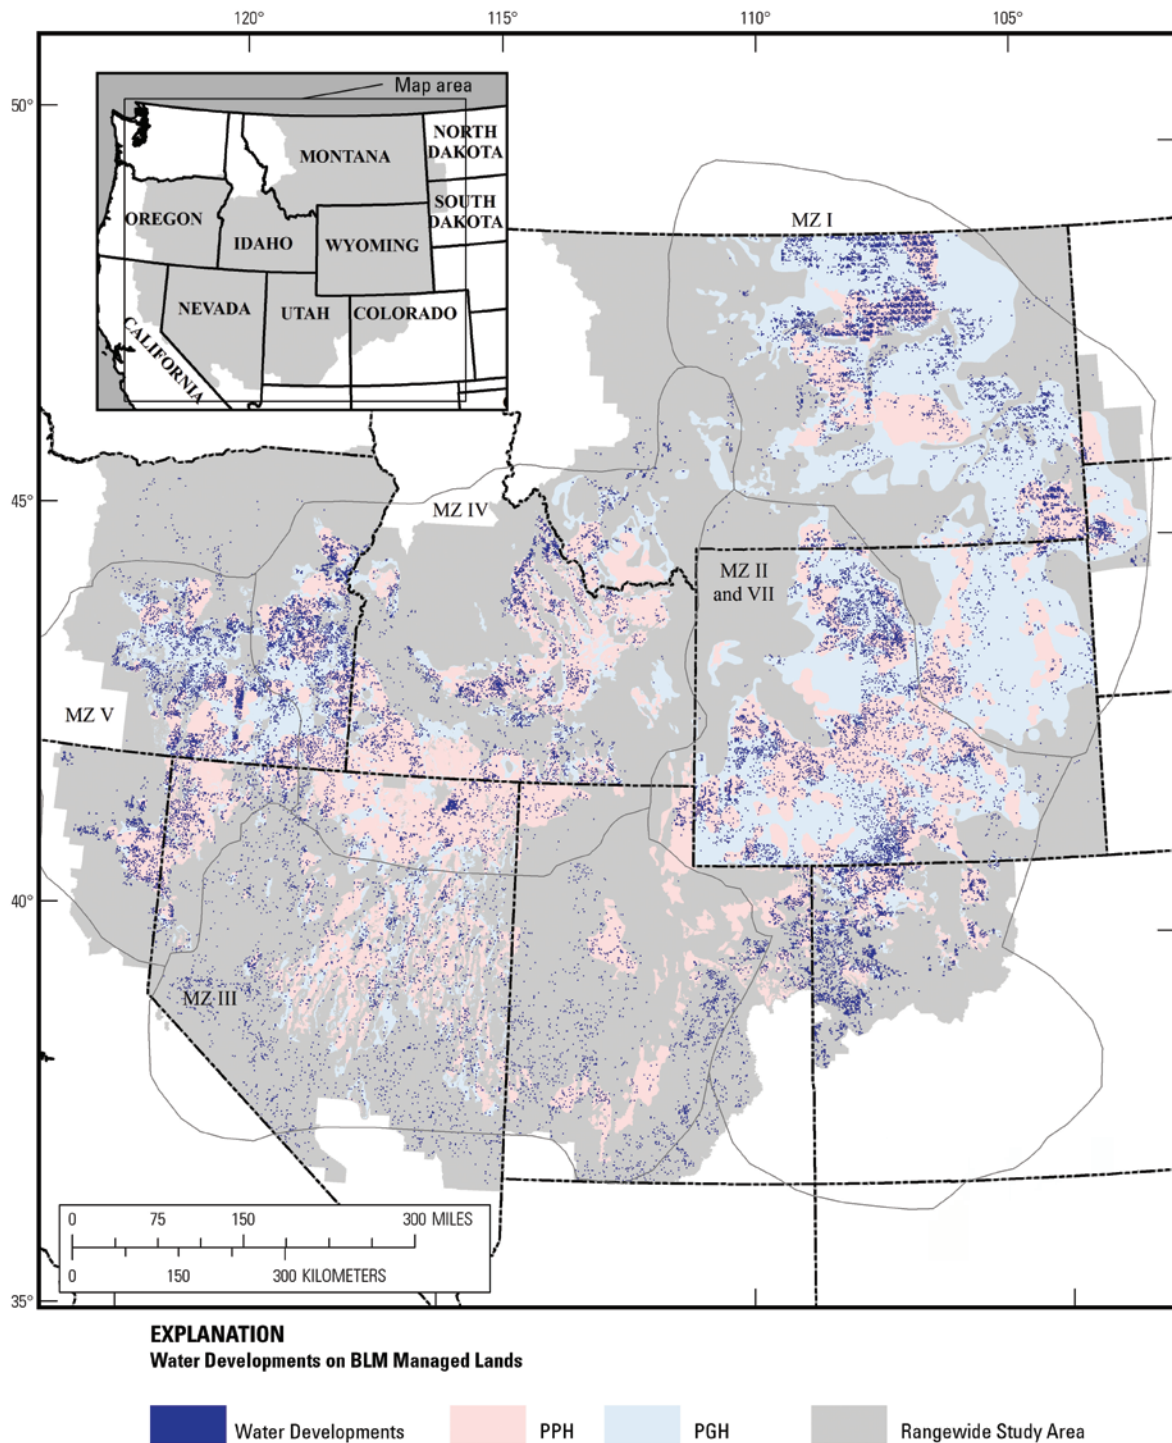 120°
115°
110°
105°
50°
45°
40°
35°
Map area
NORTH
DAKOTA
MONTANA
SOUTH
DAKOTA
OREGON
IDAHO
WYOMING
NEVADA
UTAH
COLORADO
CALIFORNIA
MZ I
MZ IV
MZ II
and VII
MZ V
MZ III
0 75 150 300 MILES
0 150 300 KILOMETERS
EXPLANATION
Water Developments on BLM Managed Lands
Water Developments PPH PGH Rangewide Study Area